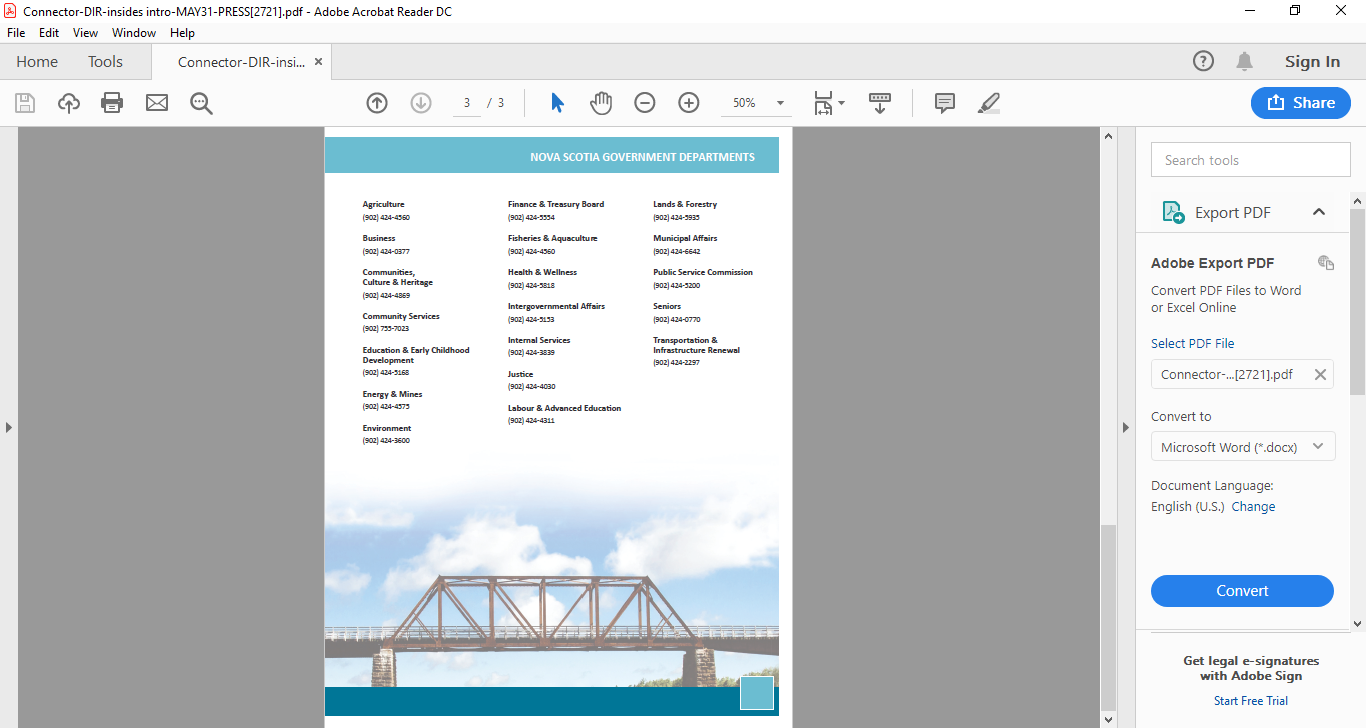 Connector-DIR-insides intro-MAY31-PRESS[2721].pdf - Adobe Acrobat Reader DC
File Edit View Window Help
Home Tools Connector-DIR-insi... ×
Sign In
3 / 3
50%
Share
NOVA SCOTIA GOVERNMENT DEPARTMENTS
Agriculture
(902) 424-4560
Business
(902) 424-0377
Communities,
Culture & Heritage
(902) 424-4869
Community Services
(902) 755-7023
Education & Early Childhood
Development
(902) 424-5168
Energy & Mines
(902) 424-4575
Environment
(902) 424-3600
Finance & Treasury Board
(902) 424-5554
Fisheries & Aquaculture
(902) 424-4560
Health & Wellness
(902) 424-5818
Intergovernmental Affairs
(902) 424-5153
Internal Services
(902) 424-3839
Justice
(902) 424-4030
Labour & Advanced Education
(902) 424-4311
Lands & Forestry
(902) 424-5935
Municipal Affairs
(902) 424-6642
Public Service Commission
(902) 424-5200
Seniors
(902) 424-0770
Transportation &
Infrastructure Renewal
(902) 424-2297
Search tools
Export PDF
Adobe Export PDF
Convert PDF Files to Word
or Excel Online
Select PDF File
Connector-...[2721].pdf
Convert to
Microsoft Word (*.docx)
Document Language:
English (U.S.) Change
Convert
Get legal e-signatures
with Adobe Sign
Start Free Trial